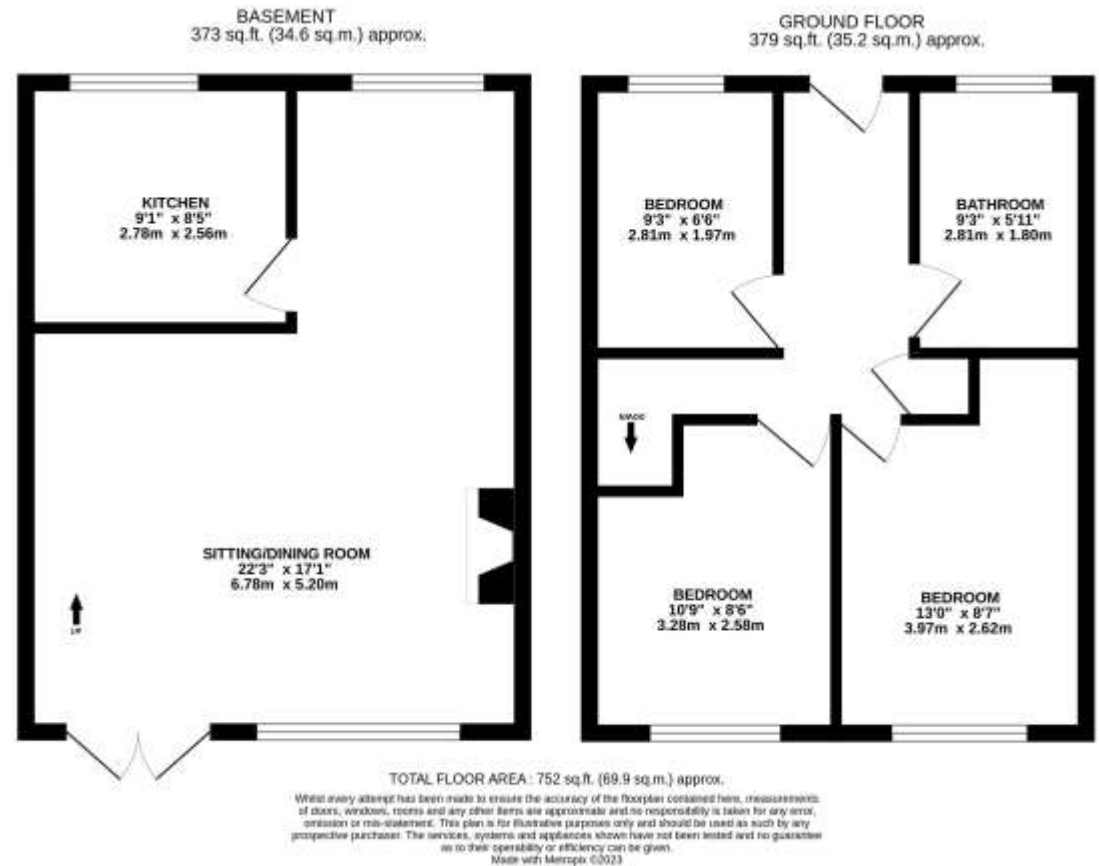 BASEMENT
373 sq.ft. (34.6 sq.m.) approx.
KITCHEN
9'1" x 8'5"
2.78m x 2.56m
SITTING/DINING ROOM
22'3" x 17'1"
6.78m x 5.20m
UP
GROUND FLOOR
379 sq.ft. (35.2 sq.m.) approx.
BEDROOM
9'3" x 6'6"
2.81m x 1.97m
BATHROOM
9'3" x 5'11"
2.81m x 1.80m
DOWN
BEDROOM
10'9" x 8'6"
3.28m x 2.58m
BEDROOM
13'0" x 8'7"
3.97m x 2.62m
TOTAL FLOOR AREA : 752 sq.ft. (69.9 sq.m.) approx.
Whilst every attempt has been made to ensure the accuracy of the floorplan contained here, measurements
of doors, windows, rooms and any other items are approximate and no responsibility is taken for any error,
omission or mis-statement. This plan is for illustrative purposes only and should be used as such by any
prospective purchaser. The services, systems and appliances shown have not been tested and no guarantee
as to their operability or efficiency can be given.
Made with Metropix ©2023